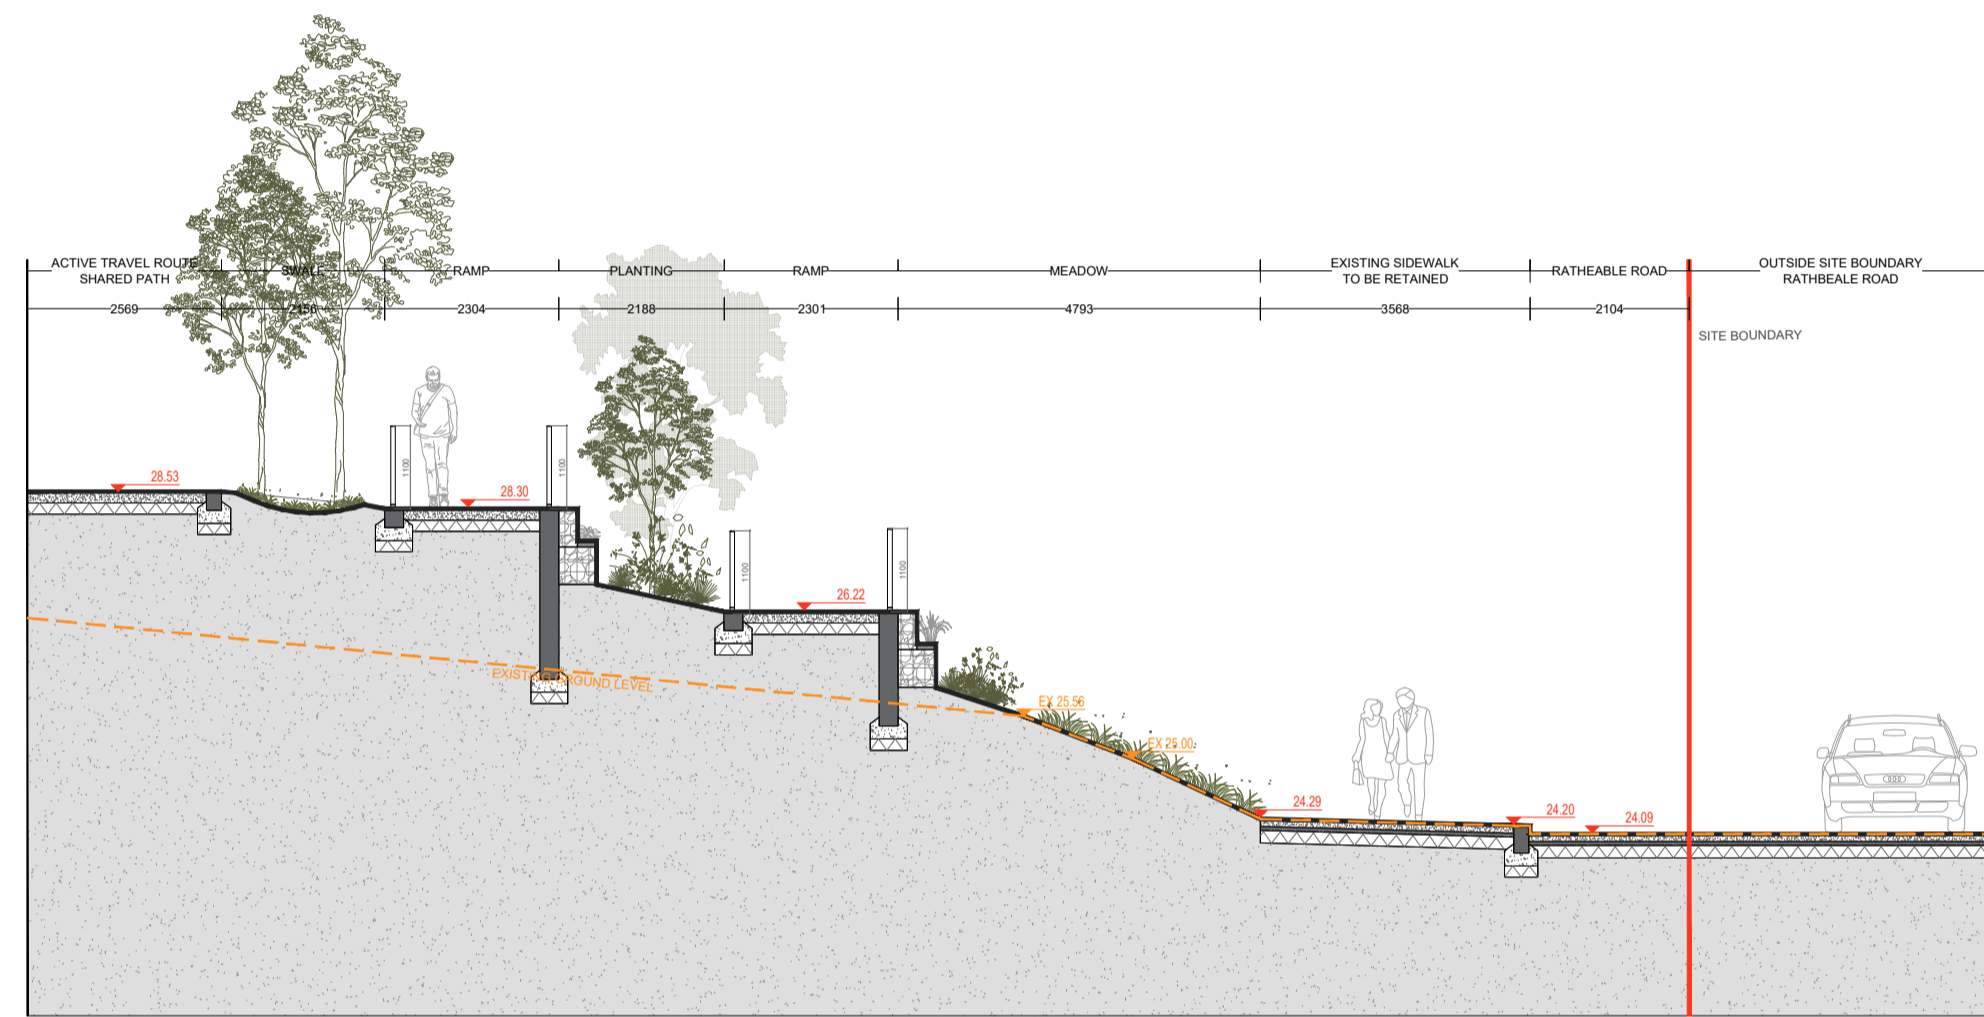 ACTIVE TRAVEL ROUTE
SHARED PATH
SWALE
RAMP
PLANTING
RAMP
MEADOW
EXISTING SIDEWALK
TO BE RETAINED
RATHEABLE ROAD
OUTSIDE SITE BOUNDARY
RATHBEALE ROAD
2569
2156
2304
2188
2301
4793
3568
2104
SITE BOUNDARY
1100
1100
28.53
28.30
1100
1100
26.22
EXISTING GROUND LEVEL
EX 25.56
EX 25.00
24.29
24.20
24.09